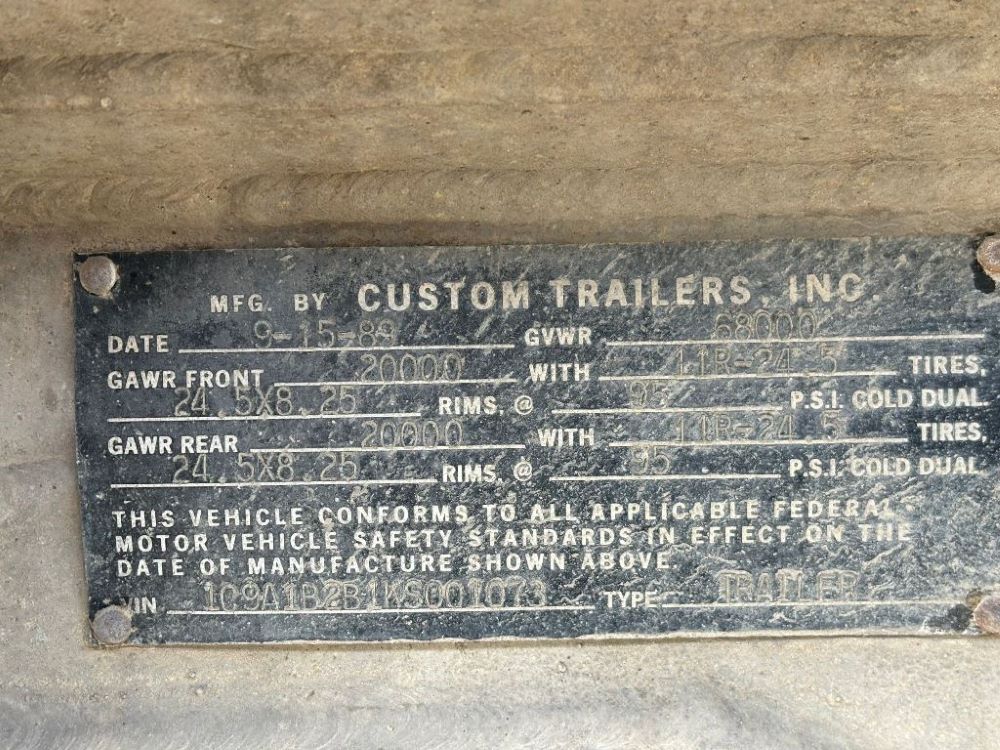 MFG. BY CUSTOM TRAILERS, INC.
DATE 9-15-89 GVWR 68000
GAWR FRONT 20000 WITH 11R-24.5 TIRES,
24.5X8.25 RIMS, @ 95 P.S.I. COLD DUAL.
GAWR REAR 20000 WITH 11R-24.5 TIRES,
24.5X8.25 RIMS, @ 95 P.S.I. COLD DUAL
THIS VEHICLE CONFORMS TO ALL APPLICABLE FEDERAL
MOTOR VEHICLE SAFETY STANDARDS IN EFFECT ON THE
DATE OF MANUFACTURE SHOWN ABOVE.
VIN 1C9A1B2B1KS001073 TYPE TRAILER